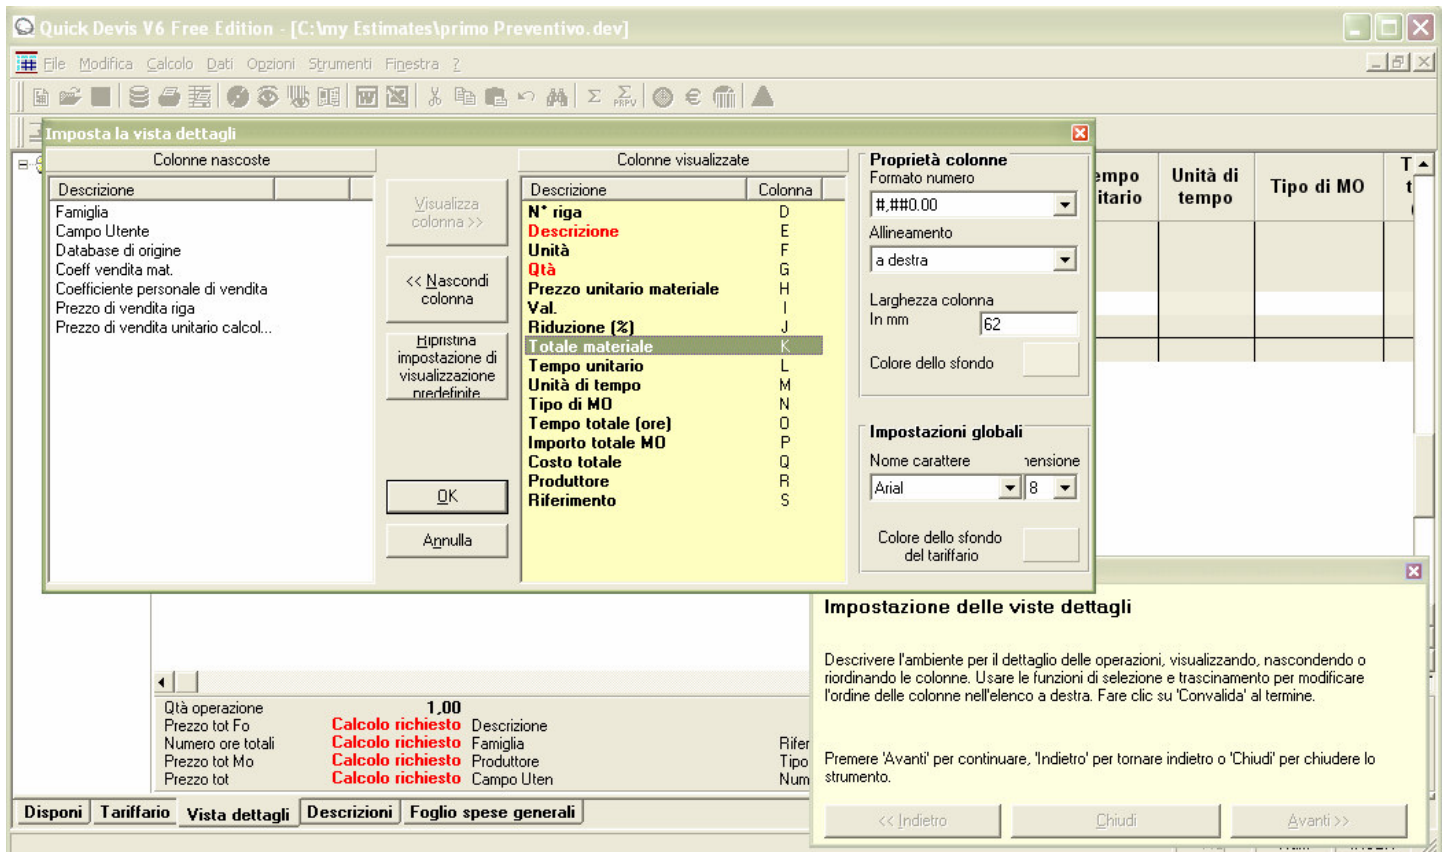 Quick Devis V6 Free Edition - [C:\my Estimates\primo Preventivo.dev]
File Modifica Calcolo Dati Opzioni Strumenti Finestra ?
Imposta la vista dettagli
Colonne nascoste
Descrizione
Famiglia
Campo Utente
Database di origine
Coeff vendita mat.
Coefficiente personale di vendita
Prezzo di vendita riga
Prezzo di vendita unitario calcol...
Visualizza
colonna >>
<< Nascondi
colonna
Ripristina
impostazione di
visualizzazione
predefinite
OK
Annulla
Colonne visualizzate
Descrizione Colonna
N° riga D
Descrizione E
Unità F
Qtà G
Prezzo unitario materiale H
Val. I
Riduzione (%) J
Totale materiale K
Tempo unitario L
Unità di tempo M
Tipo di MO N
Tempo totale (ore) O
Importo totale MO P
Costo totale Q
Produttore R
Riferimento S
Proprietà colonne
Formato numero
#,##0.00
Allineamento
a destra
Larghezza colonna
In mm 62
Colore dello sfondo
Impostazioni globali
Nome carattere mensione
Arial 8
Colore dello sfondo
del tariffario
empo
itario
Unità di
tempo
Tipo di MO
T
t
Impostazione delle viste dettagli
Descrivere l'ambiente per il dettaglio delle operazioni, visualizzando, nascondendo o
riordinando le colonne. Usare le funzioni di selezione e trascinamento per modificare
l'ordine delle colonne nell'elenco a destra. Fare clic su 'Convalida' al termine.
Premere 'Avanti' per continuare, 'Indietro' per tornare indietro o 'Chiudi' per chiudere lo
strumento.
<< Indietro Chiudi Avanti >>
Qtà operazione 1,00
Prezzo tot Fo Calcolo richiesto Descrizione
Numero ore totali Calcolo richiesto Famiglia Rifer
Prezzo tot Mo Calcolo richiesto Produttore Tipo
Prezzo tot Calcolo richiesto Campo Uten Num
Disponi Tariffario Vista dettagli Descrizioni Foglio spese generali